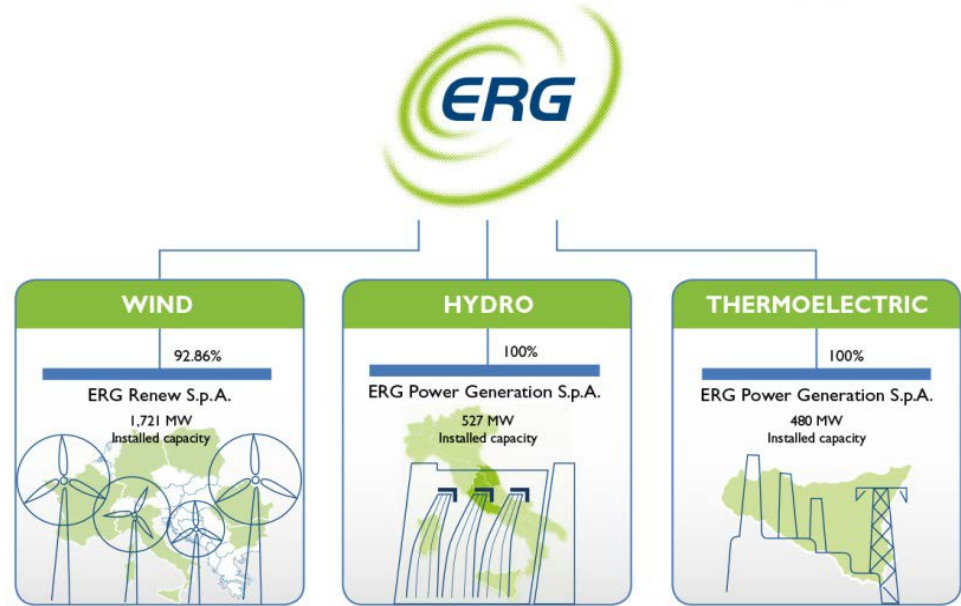 ERG
WIND
92.86%
ERG Renew S.p.A.
1,721 MW
Installed capacity
HYDRO
100%
ERG Power Generation S.p.A.
527 MW
Installed capacity
THERMOELECTRIC
100%
ERG Power Generation S.p.A.
480 MW
Installed capacity